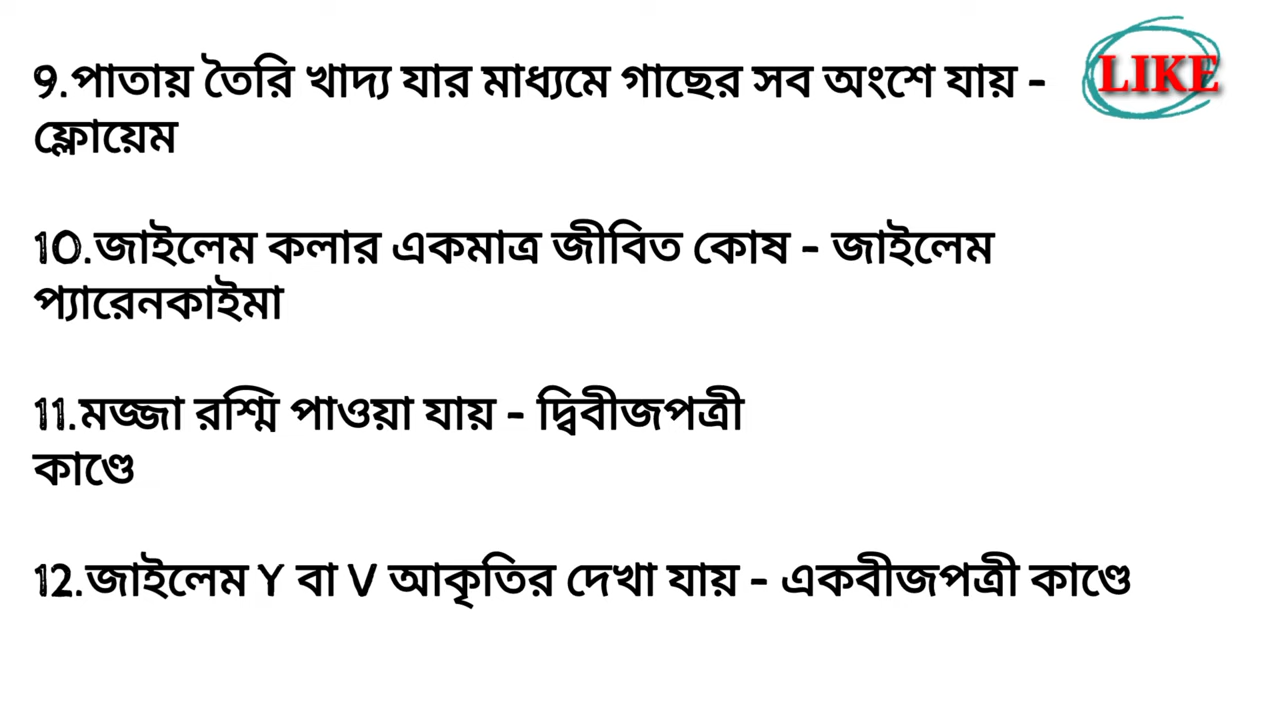 9.পাতায় তৈরি খাদ্য যার মাধ্যমে গাছের সব অংশে যায় -
ফ্লোয়েম
LIKE
10.জাইলেম কলার একমাত্র জীবিত কোষ - জাইলেম
প্যারেনকাইমা
11.মজ্জা রশ্মি পাওয়া যায় - দ্বিবীজপত্রী
কাণ্ডে
12.জাইলেম Y বা V আকৃতির দেখা যায় - একবীজপত্রী কাণ্ডে